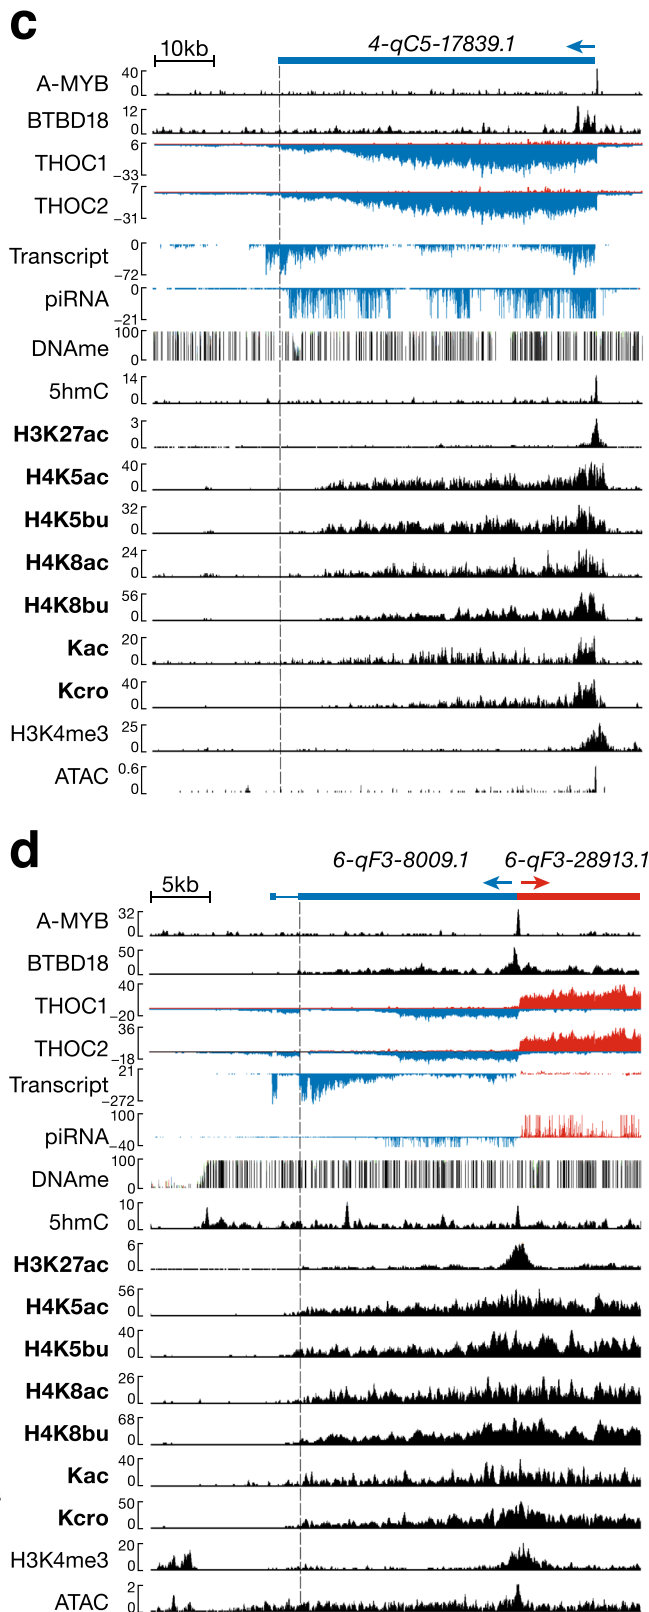 c
10kb 4-qC5-17839.1
A-MYB 40 0
BTBD18 12 0
THOC1 6 −33
THOC2 7 −31
Transcript 0 −72
piRNA 0 −21
DNAme 100 0
5hmC 14 0
H3K27ac 3 0
H4K5ac 40 0
H4K5bu 32 0
H4K8ac 24 0
H4K8bu 56 0
Kac 20 0
Kcro 40 0
H3K4me3 25 0
ATAC 0.6 0
d
5kb 6-qF3-8009.1 6-qF3-28913.1
A-MYB 32 0
BTBD18 50 0
THOC1 40 −20
THOC2 36 −18
Transcript 21 −272
piRNA 100 −40
DNAme 100 0
5hmC 10 0
H3K27ac 6 0
H4K5ac 56 0
H4K5bu 40 0
H4K8ac 26 0
H4K8bu 68 0
Kac 40 0
Kcro 50 0
H3K4me3 20 0
ATAC 2 0